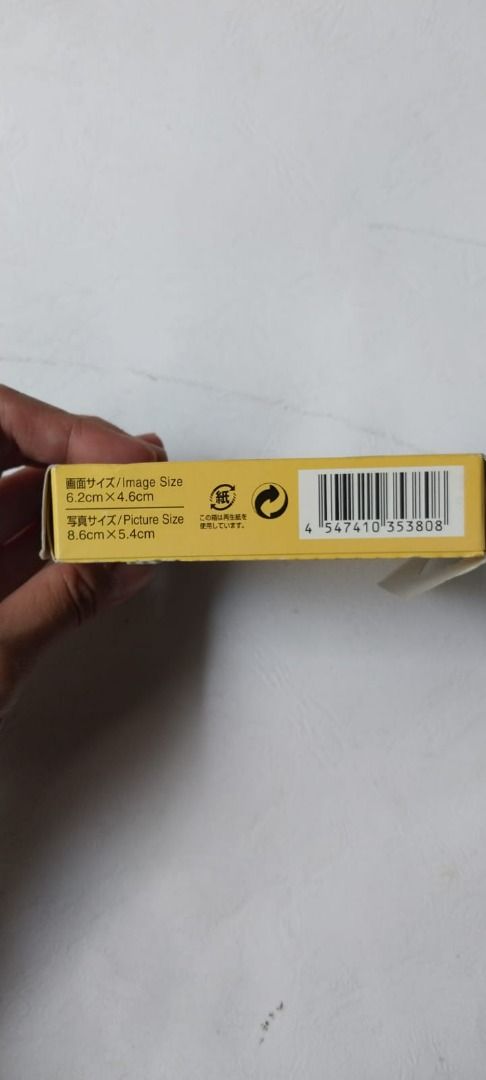 画面サイズ/Image Size
6.2cm×4.6cm
写真サイズ/Picture Size
8.6cm×5.4cm
紙
この箱は再生紙を
使用しています。
4 547410 353808